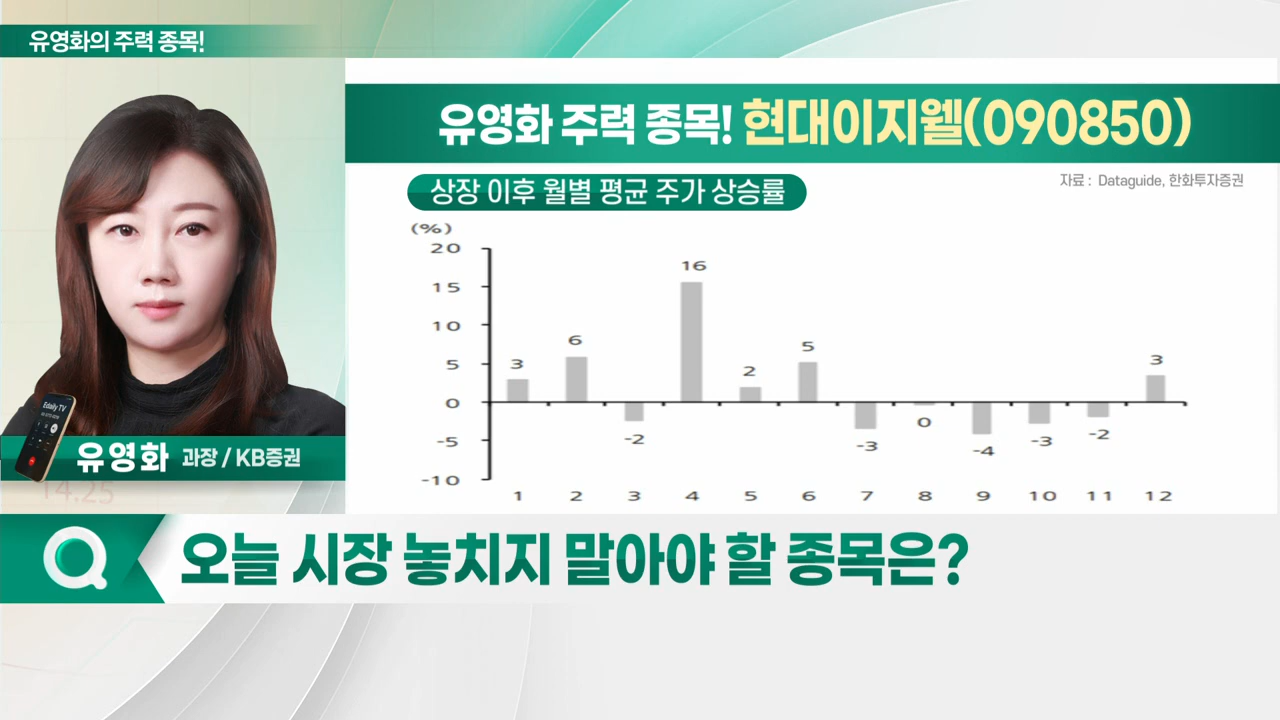 유영화의 주력 종목!
유영화 주력 종목! 현대이지웰(090850)
상장 이후 월별 평균 주가 상승률
자료 : Dataguide, 한화투자증권
(%)
20
15
10
5
0
-5
-10
3
6
-2
16
2
5
-3
0
-4
-3
-2
3
1 2 3 4 5 6 7 8 9 10 11 12
Edaily TV
유영화 과장 / KB증권
14.25
오늘 시장 놓치지 말아야 할 종목은?